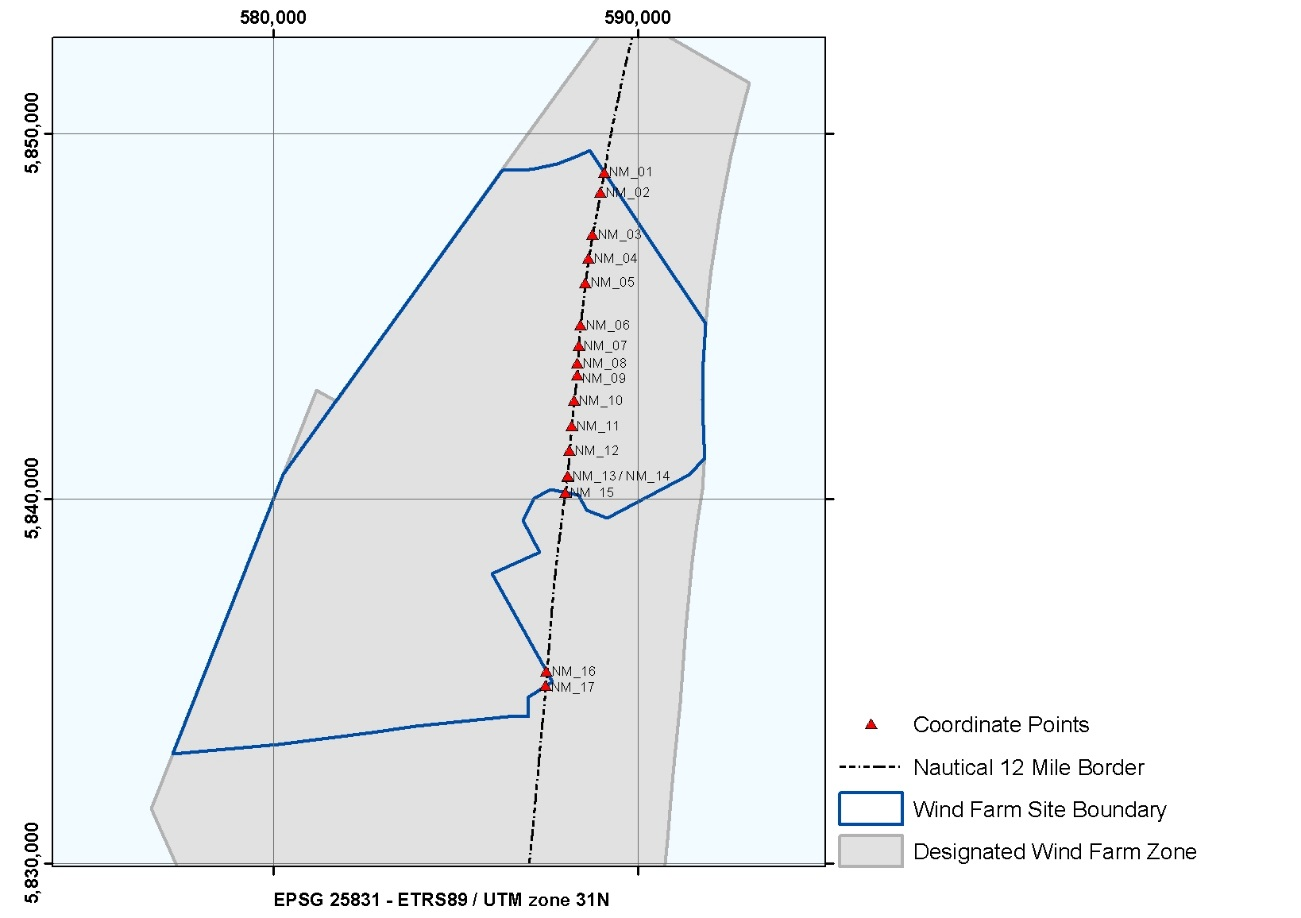 580,000 590,000
5,850,000
5,840,000
5,830,000
NM_01
NM_02
NM_03
NM_04
NM_05
NM_06
NM_07
NM_08
NM_09
NM_10
NM_11
NM_12
NM_13/NM_14
NM_15
NM_16
NM_17
Coordinate Points
Nautical 12 Mile Border
Wind Farm Site Boundary
Designated Wind Farm Zone
EPSG 25831 - ETRS89 / UTM zone 31N